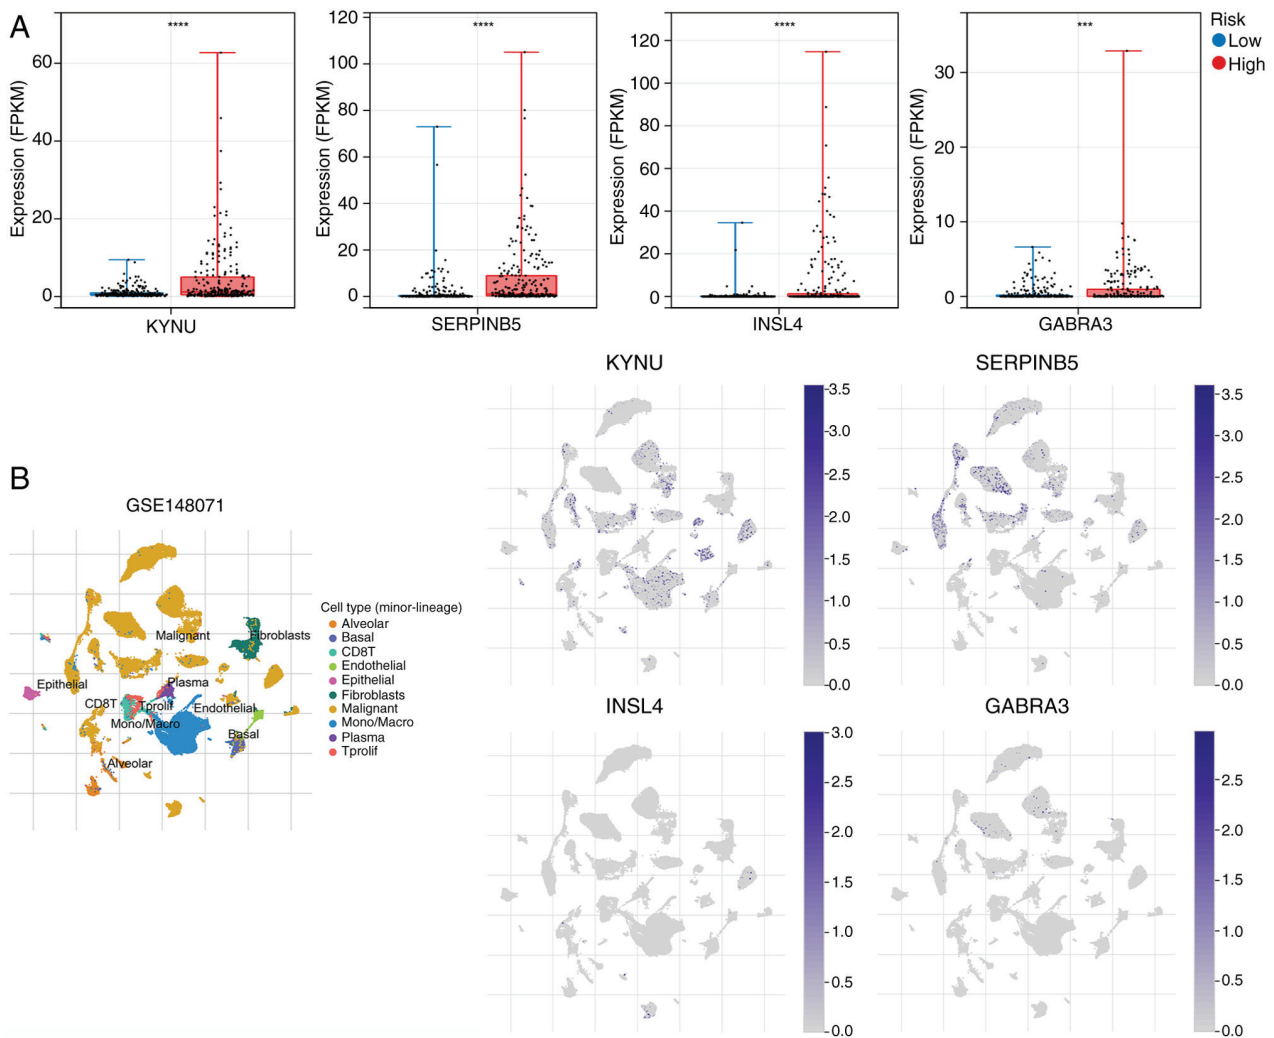 A
Expression (FPKM)
60
40
20
0
****
KYNU
Expression (FPKM)
120
100
80
60
40
20
0
****
SERPINB5
Expression (FPKM)
120
100
80
60
40
20
0
****
INSL4
Expression (FPKM)
30
20
10
0
***
GABRA3
Risk
Low
High
B
GSE148071
Malignant
Fibroblasts
Epithelial
Plasma
CD8T
Tprolif
Endothelial
Mono/Macro
Basal
Alveolar
Cell type (minor-lineage)
Alveolar
Basal
CD8T
Endothelial
Epithelial
Fibroblasts
Malignant
Mono/Macro
Plasma
Tprolif
KYNU
3.5
3.0
2.5
2.0
1.5
1.0
0.5
0.0
SERPINB5
3.5
3.0
2.5
2.0
1.5
1.0
0.5
0.0
INSL4
3.0
2.5
2.0
1.5
1.0
0.5
0.0
GABRA3
2.5
2.0
1.5
1.0
0.5
0.0